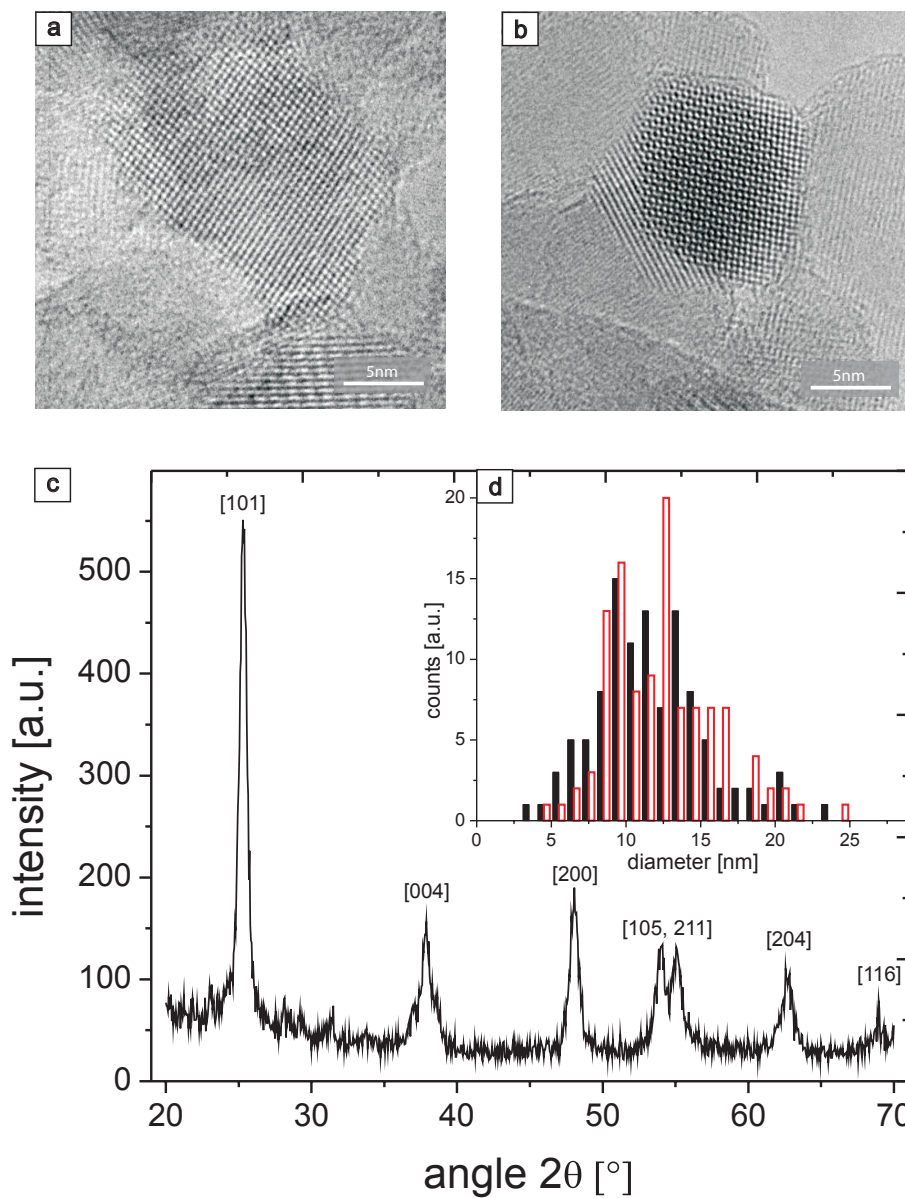 a
b
5nm
5nm
c
d
[101]
[004]
[200]
[105, 211]
[204]
[116]
intensity [a.u.]
500
400
300
200
100
0
20
30
40
50
60
70
angle 2θ [°]
counts [a.u.]
20
15
10
5
0
0
5
10
15
20
25
diameter [nm]